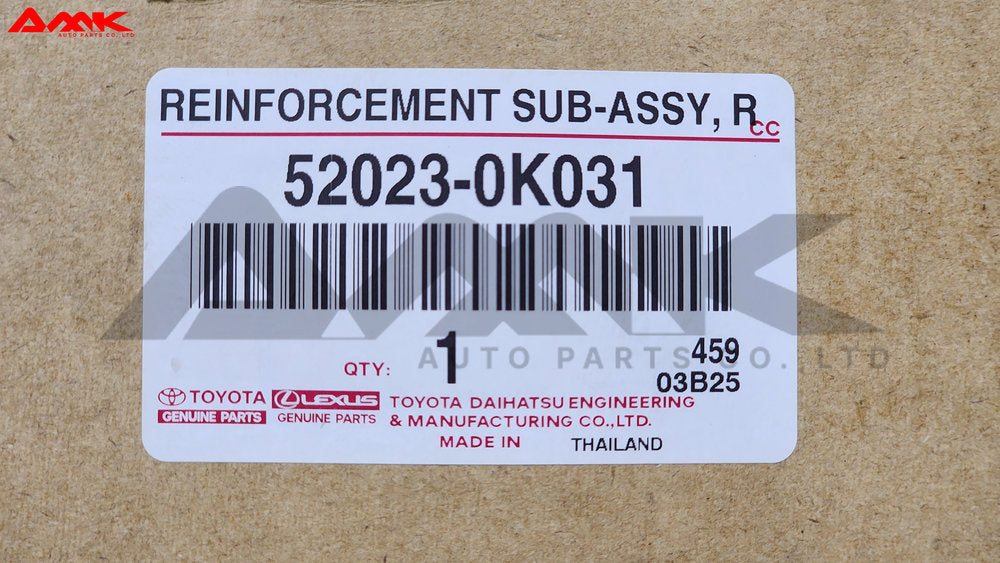 AMK
AUTO PARTS CO.,LTD
REINFORCEMENT SUB-ASSY, R
CC
52023-0K031
AMK
AUTO PARTS CO. LTD
QTY: 1
459
03B25
TOYOTA
GENUINE PARTS
LEXUS
GENUINE PARTS
TOYOTA DAIHATSU ENGINEERING
& MANUFACTURING CO.,LTD.
MADE IN THAILAND